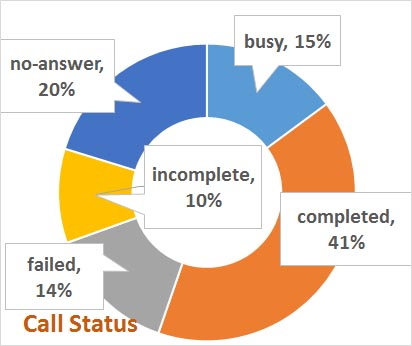 busy, 15%
no-answer,
20%
incomplete,
10%
completed,
41%
failed,
14%
Call Status